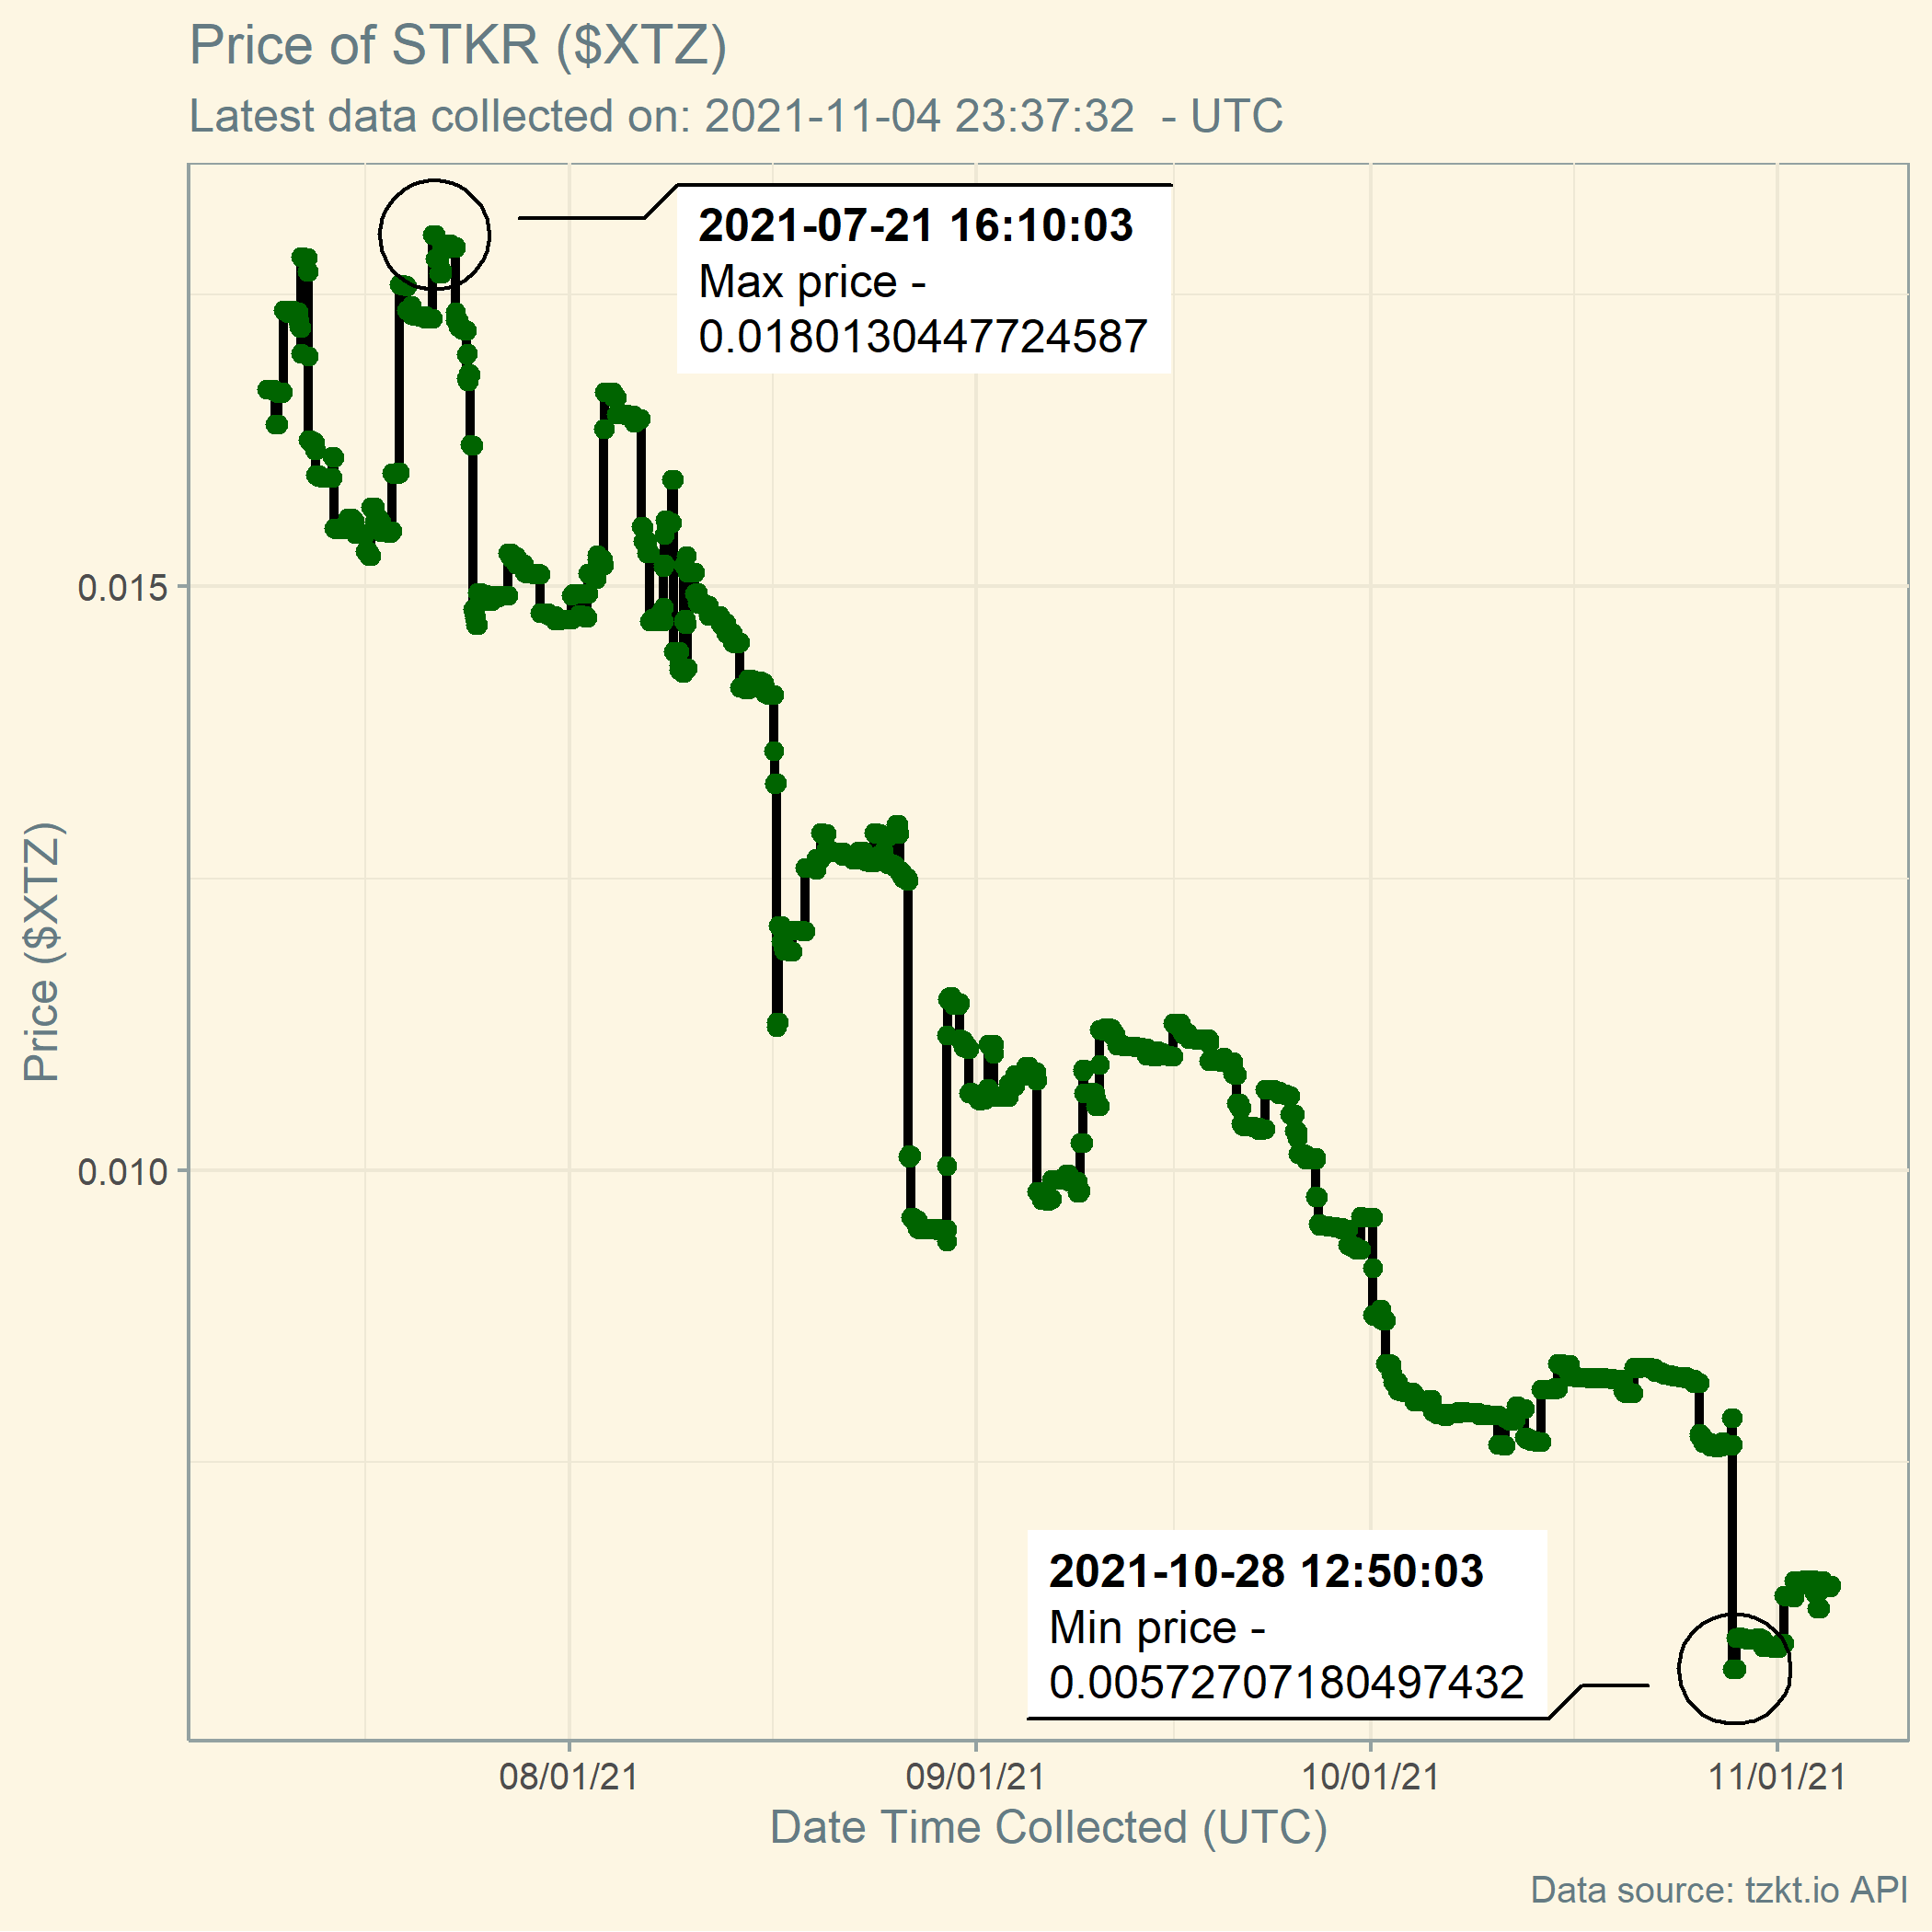 Price of STKR ($XTZ)
Latest data collected on: 2021-11-04 23:37:32  - UTC
2021-07-21 16:10:03
Max price -
0.0180130447724587
0.015
Price ($XTZ)
0.010
2021-10-28 12:50:03
Min price -
0.00572707180497432
08/01/21
09/01/21
10/01/21
11/01/21
Date Time Collected (UTC)
Data source: tzkt.io API